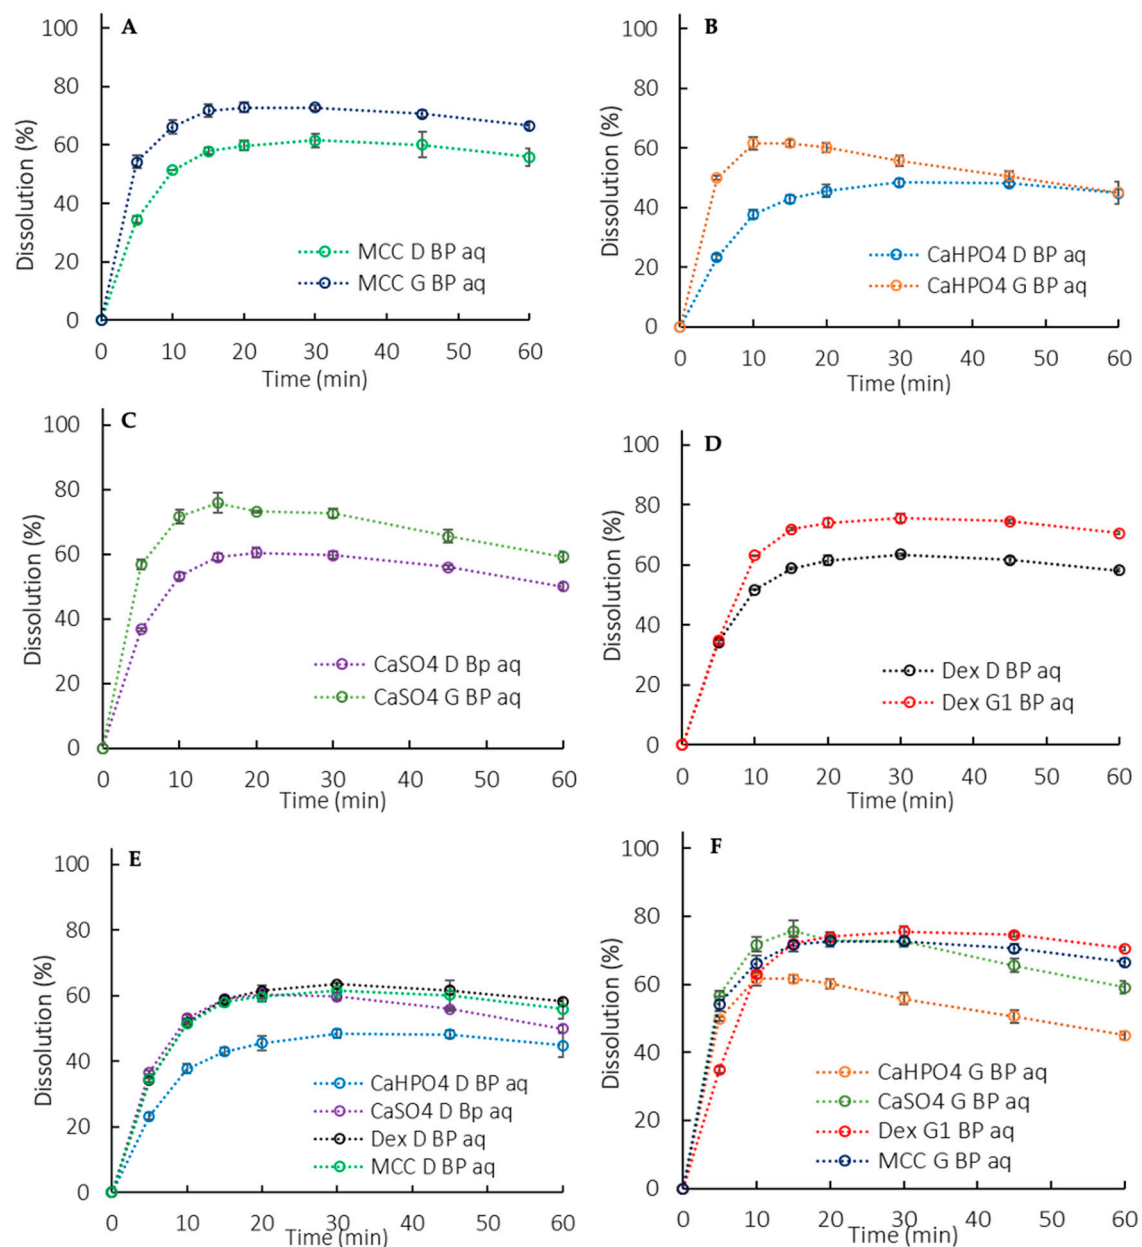 A
100
80
60
40
20
0
Dissolution (%)
MCC D BP aq
MCC G BP aq
0 10 20 30 40 50 60
Time (min)
B
100
80
60
40
20
0
Dissolution (%)
CaHPO4 D BP aq
CaHPO4 G BP aq
0 10 20 30 40 50 60
Time (min)
C
100
80
60
40
20
0
Dissolution (%)
CaSO4 D Bp aq
CaSO4 G BP aq
0 10 20 30 40 50 60
Time (min)
D
100
80
60
40
20
0
Dissolution (%)
Dex D BP aq
Dex G1 BP aq
0 10 20 30 40 50 60
Time (min)
E
100
80
60
40
20
0
Dissolution (%)
CaHPO4 D BP aq
CaSO4 D Bp aq
Dex D BP aq
MCC D BP aq
0 10 20 30 40 50 60
Time (min)
F
100
80
60
40
20
0
Dissolution (%)
CaHPO4 G BP aq
CaSO4 G BP aq
Dex G1 BP aq
MCC G BP aq
0 10 20 30 40 50 60
Time (min)